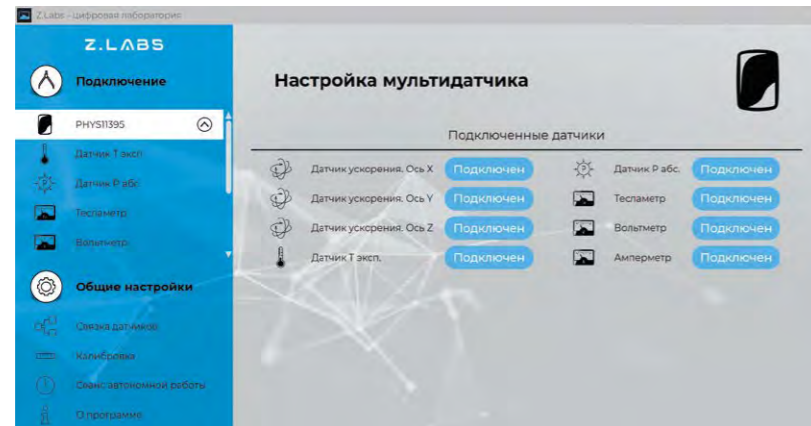 Z.Labs - цифровая лаборатория
Z.LABS
Подключение
PHYS11395
Датчик Т эксп.
Датчик Р абс.
Тесламетр
Вольтметр
Общие настройки
Связка датчиков
Калибровка
Сеанс автономной работы
О программе
Настройка мультидатчика
Подключенные датчики
Датчик ускорения. Ось X Подключен
Датчик Р абс. Подключен
Датчик ускорения. Ось Y Подключен
Тесламетр Подключен
Датчик ускорения. Ось Z Подключен
Вольтметр Подключен
Датчик Т эксп. Подключен
Амперметр Подключен